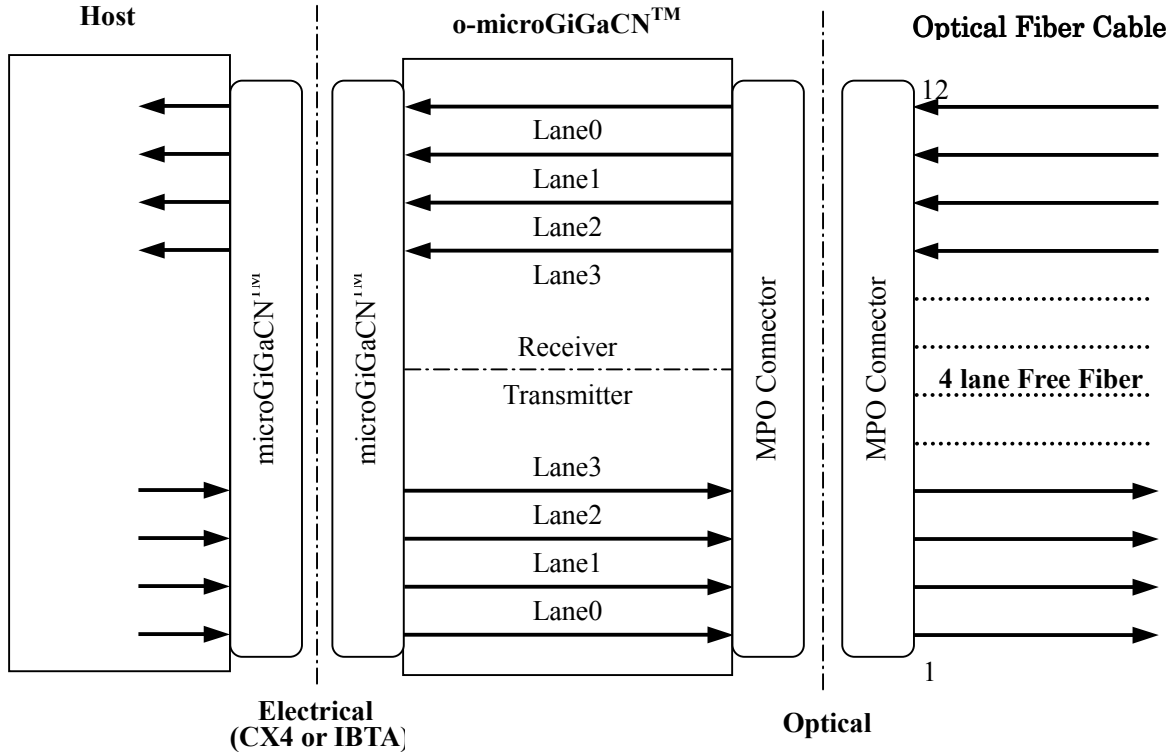 Host
o-microGiGaCN™
Optical Fiber Cable
12
Lane0
Lane1
Lane2
Lane3
Receiver
Transmitter
Lane3
Lane2
Lane1
Lane0
microGiGaCN™
microGiGaCN™
MPO Connector
MPO Connector
4 lane Free Fiber
1
Electrical
(CX4 or IBTA)
Optical